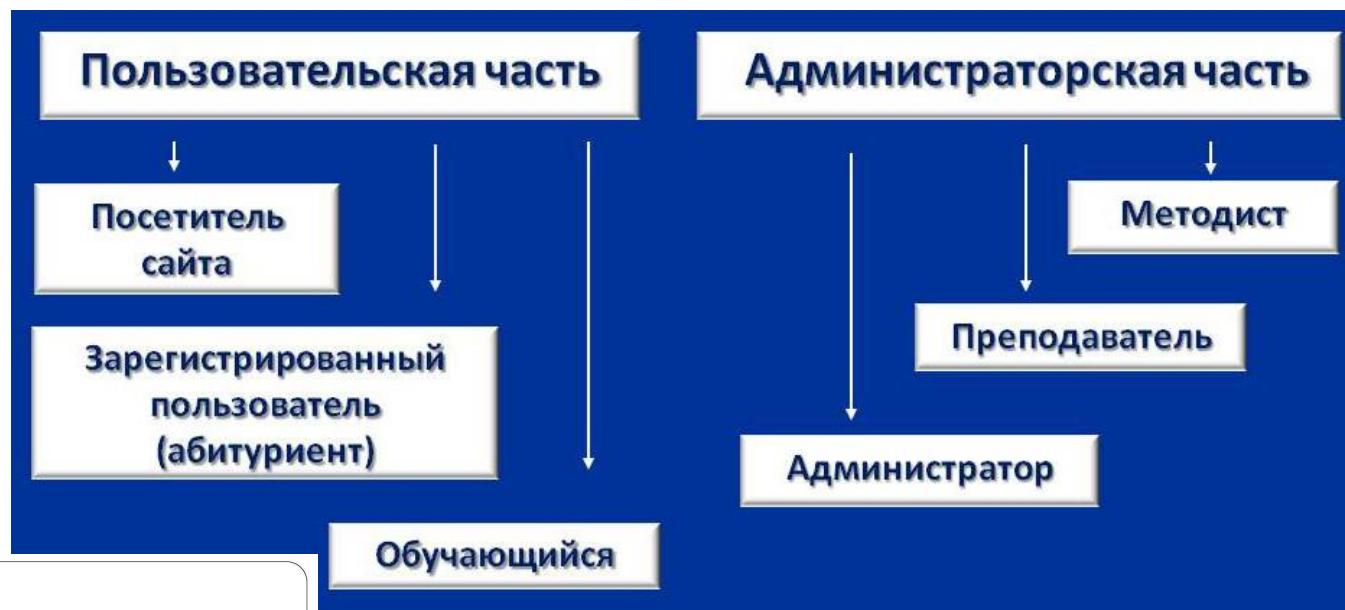 Пользовательская часть
Посетитель
сайта
Зарегистрированный
пользователь
(абитуриент)
Обучающийся
Администраторская часть
Методист
Преподаватель
Администратор